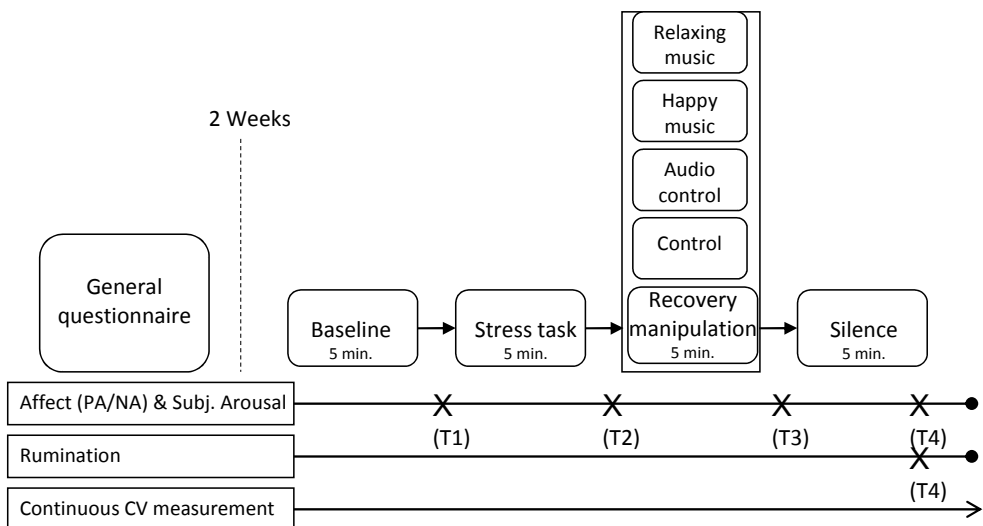 Relaxing
music
Happy
music
Audio
control
Control
2 Weeks
General
questionnaire
Baseline
5 min.
Stress task
5 min.
Recovery
manipulation
5 min.
Silence
5 min.
Affect (PA/NA) & Subj. Arousal
X X X X
(T1) (T2) (T3) (T4)
Rumination
X
(T4)
Continuous CV measurement